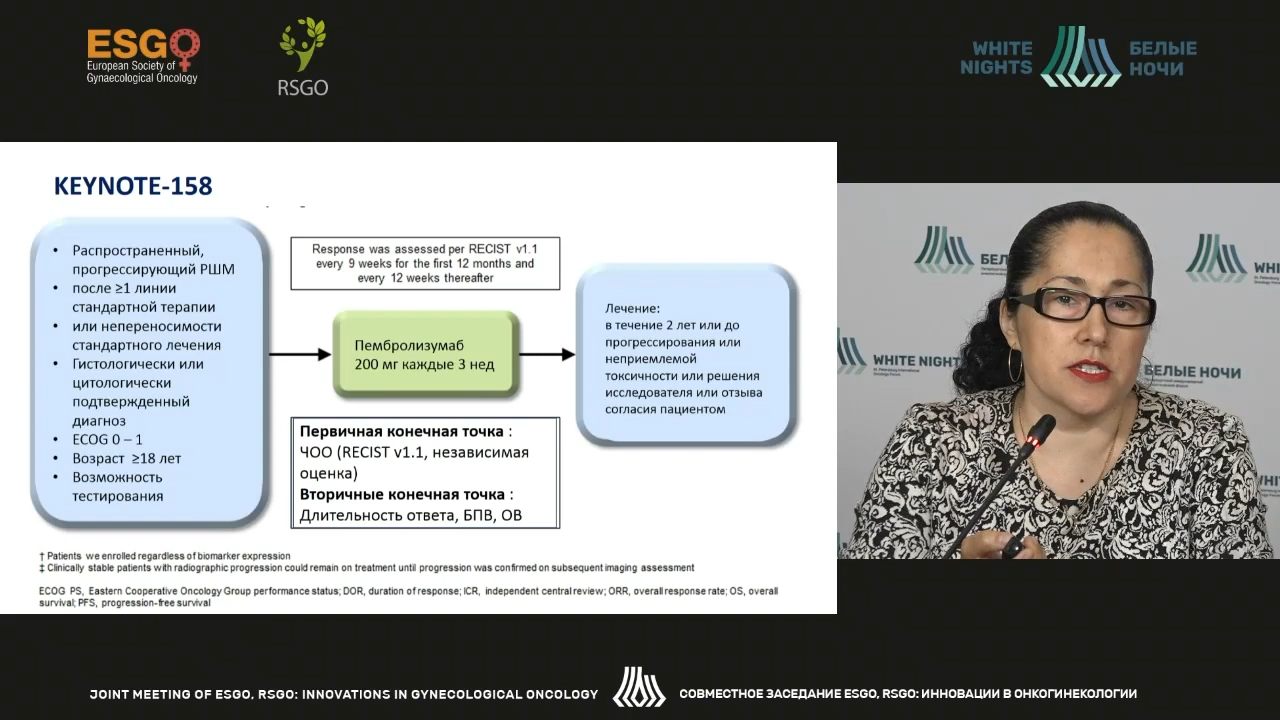 ESGO
European Society of
Gynaecological Oncology
RSGO
WHITE
NIGHTS
БЕЛЫЕ
НОЧИ
KEYNOTE-158
• Распространенный,
прогрессирующий РШМ
• после ≥1 линии
стандартной терапии
• или непереносимости
стандартного лечения
• Гистологически или
цитологически
подтвержденный
диагноз
• ECOG 0 – 1
• Возраст ≥18 лет
• Возможность
тестирования
Response was assessed per RECIST v1.1
every 9 weeks for the first 12 months and
every 12 weeks thereafter
Пембролизумаб
200 мг каждые 3 нед
Первичная конечная точка :
ЧОО (RECIST v1.1, независимая
оценка)
Вторичные конечная точка :
Длительность ответа, БПВ, ОВ
Лечение:
в течение 2 лет или до
прогрессирования или
неприемлемой
токсичности или решения
исследователя или отзыва
согласия пациентом
† Patients we enrolled regardless of biomarker expression
‡ Clinically stable patients with radiographic progression could remain on treatment until progression was confirmed on subsequent imaging assessment
ECOG PS, Eastern Cooperative Oncology Group performance status; DOR, duration of response; ICR, independent central review; ORR, overall response rate; OS, overall
survival; PFS, progression-free survival
WHITE NIGHT
БЕЛЫЕ НОЧИ
JOINT MEETING OF ESGO, RSGO: INNOVATIONS IN GYNECOLOGICAL ONCOLOGY
СОВМЕСТНОЕ ЗАСЕДАНИЕ ESGO, RSGO: ИННОВАЦИИ В ОНКОГИНЕКОЛОГИИ